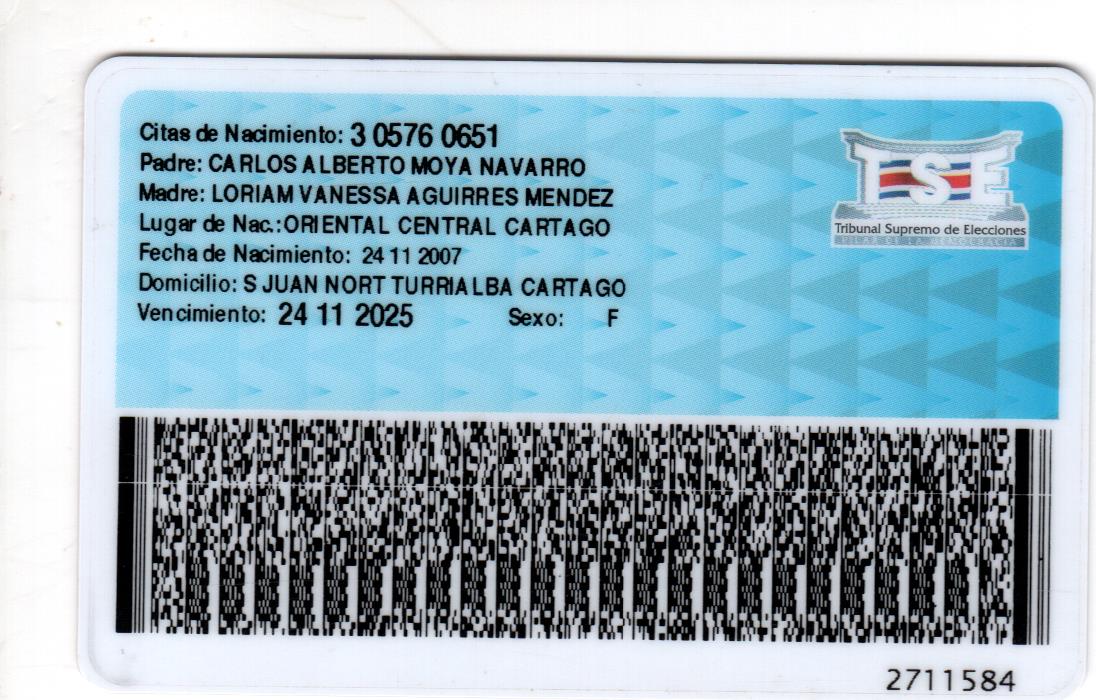 Citas de Nacimiento: 3 0576 0651
Padre: CARLOS ALBERTO MOYA NAVARRO
Madre: LORIAM VANESSA AGUIRRES MENDEZ
Lugar de Nac.:ORIENTAL CENTRAL CARTAGO
Fecha de Nacimiento: 24 11 2007
Domicilio: S JUAN NORT TURRIALBA CARTAGO
Vencimiento: 24 11 2025 Sexo: F
TSE
Tribunal Supremo de Elecciones
PILAR DE LA DEMOCRACIA
2711584